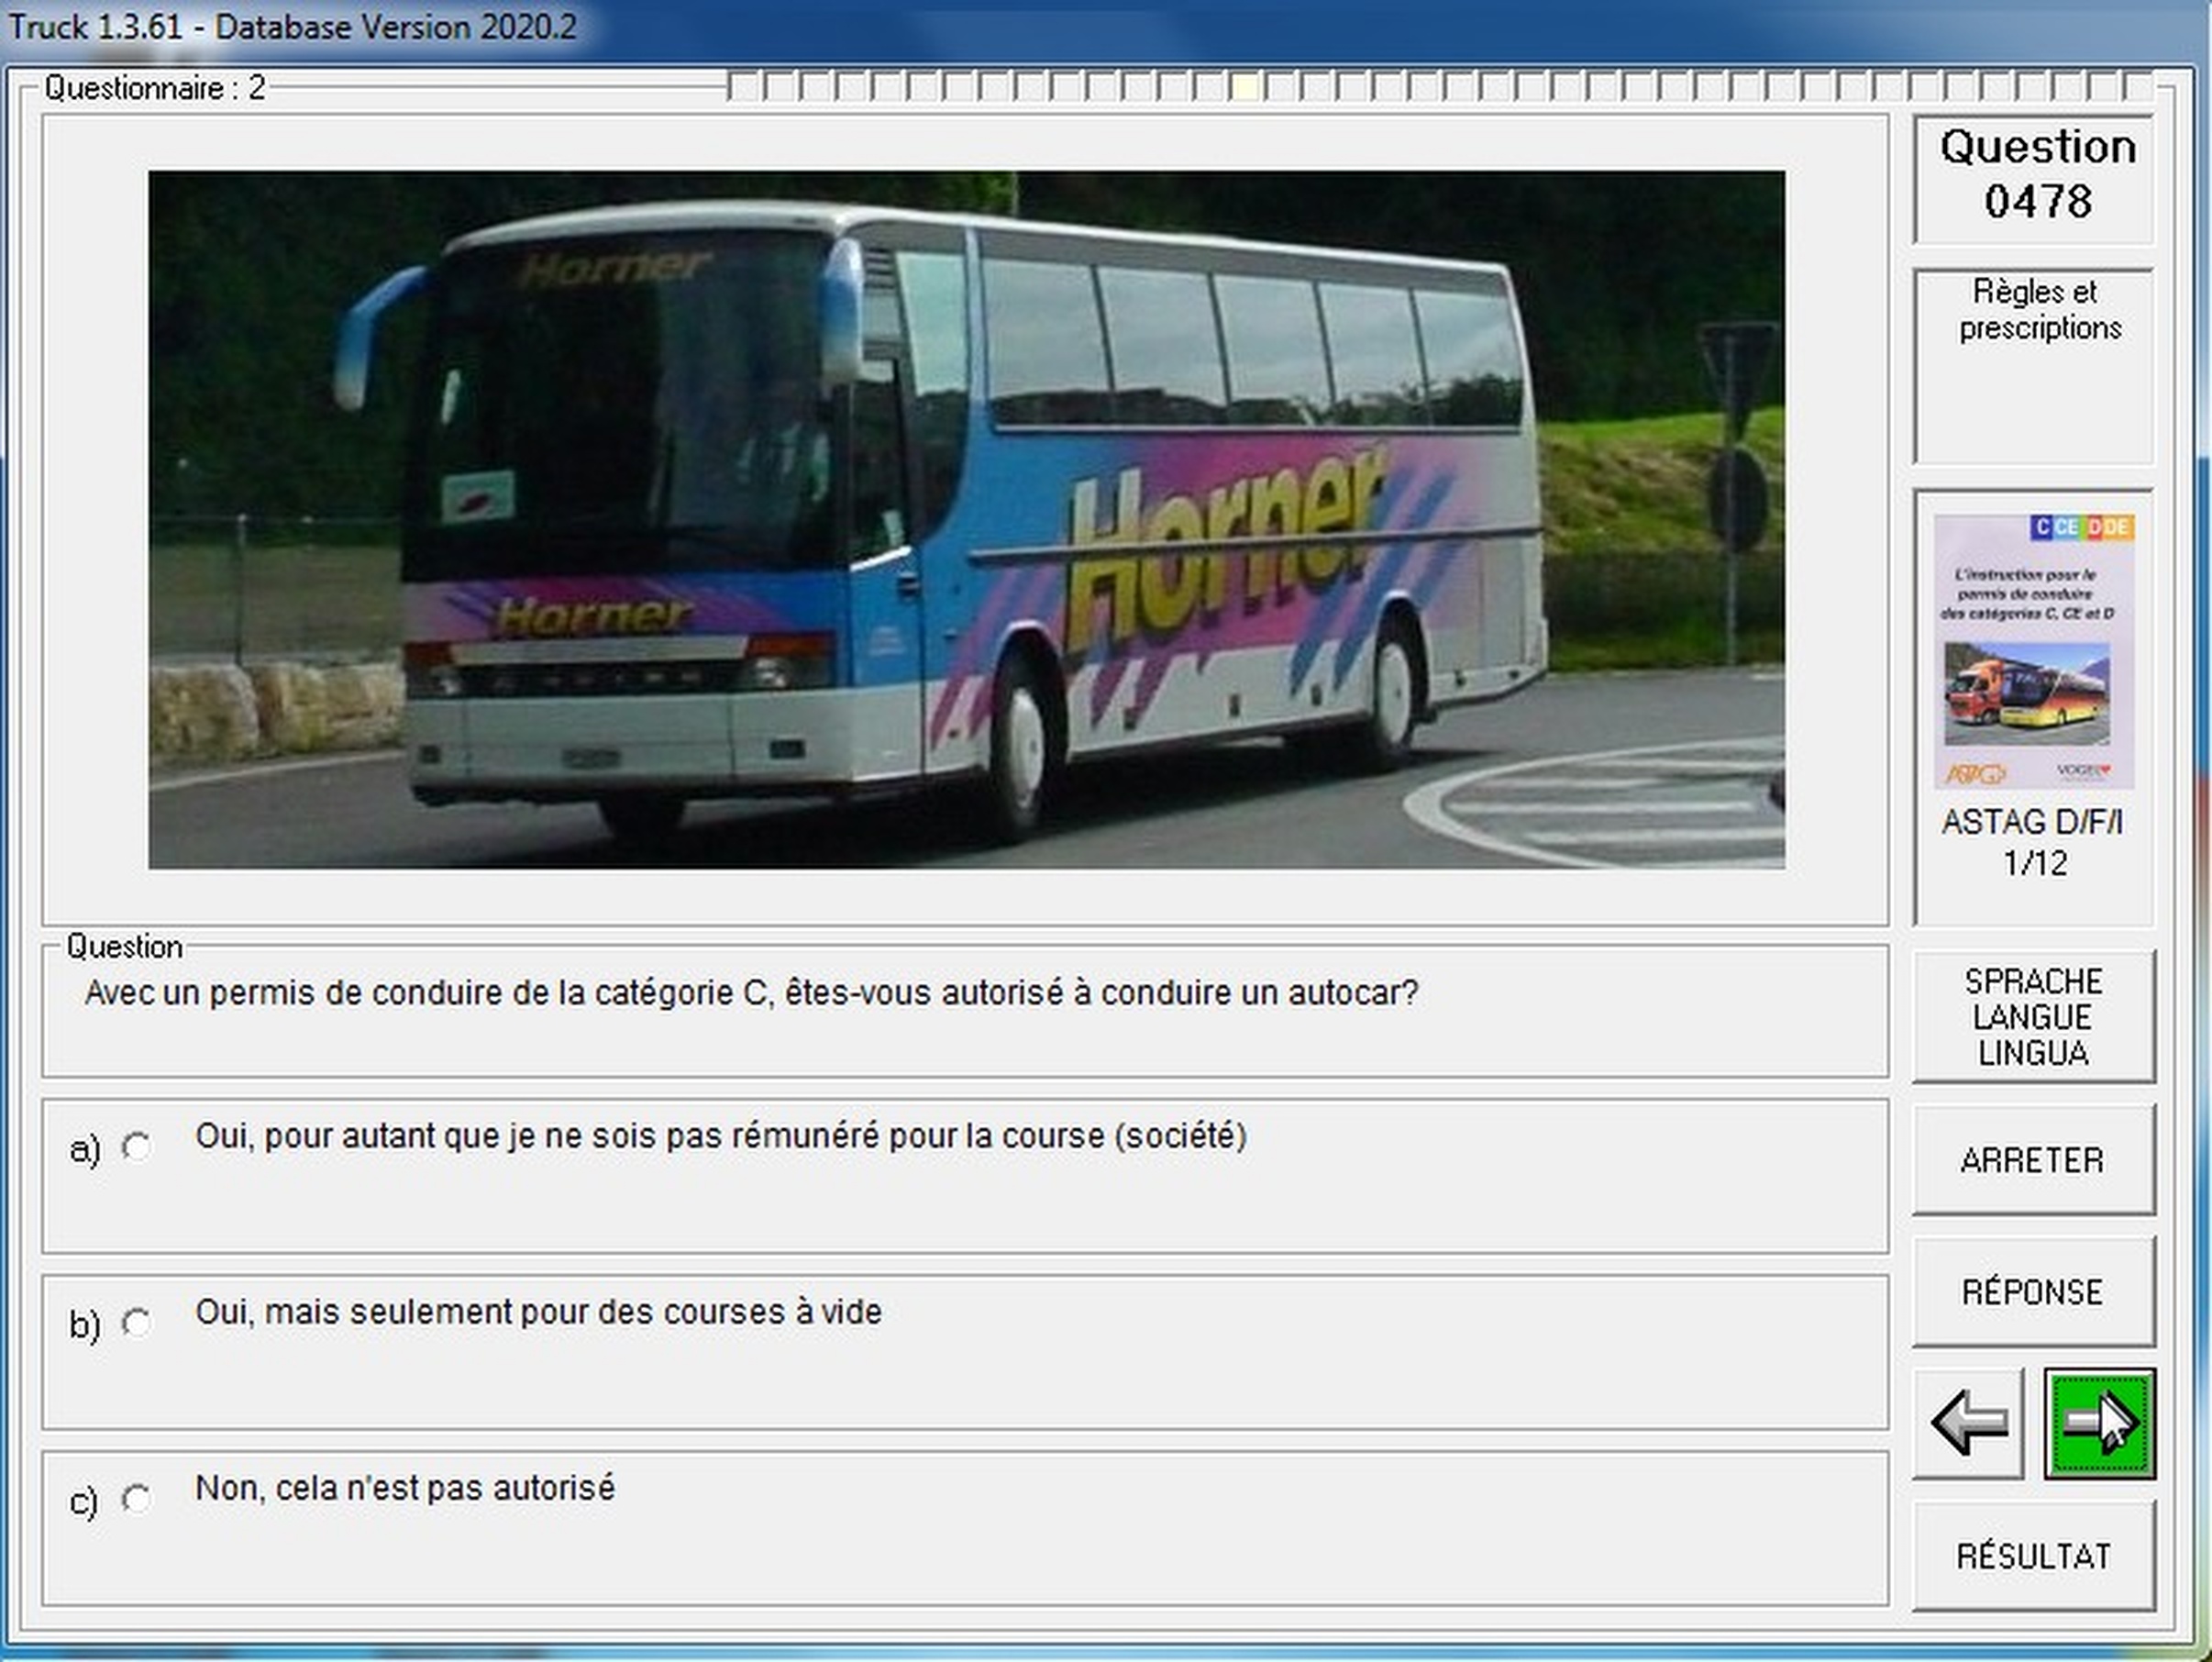 Truck 1.3.61 - Database Version 2020.2
Questionnaire : 2
Horner
Horner
Horner
Question
0478
Règles et
prescriptions
C CE D DE
L'instruction pour le
permis de conduire
des catégories C, CE et D
ASTAG
VOGEL
ASTAG D/F/I
1/12
Question
Avec un permis de conduire de la catégorie C, êtes-vous autorisé à conduire un autocar?
a) Oui, pour autant que je ne sois pas rémunéré pour la course (société)
b) Oui, mais seulement pour des courses à vide
c) Non, cela n'est pas autorisé
SPRACHE
LANGUE
LINGUA
ARRETER
RÉPONSE
RÉSULTAT